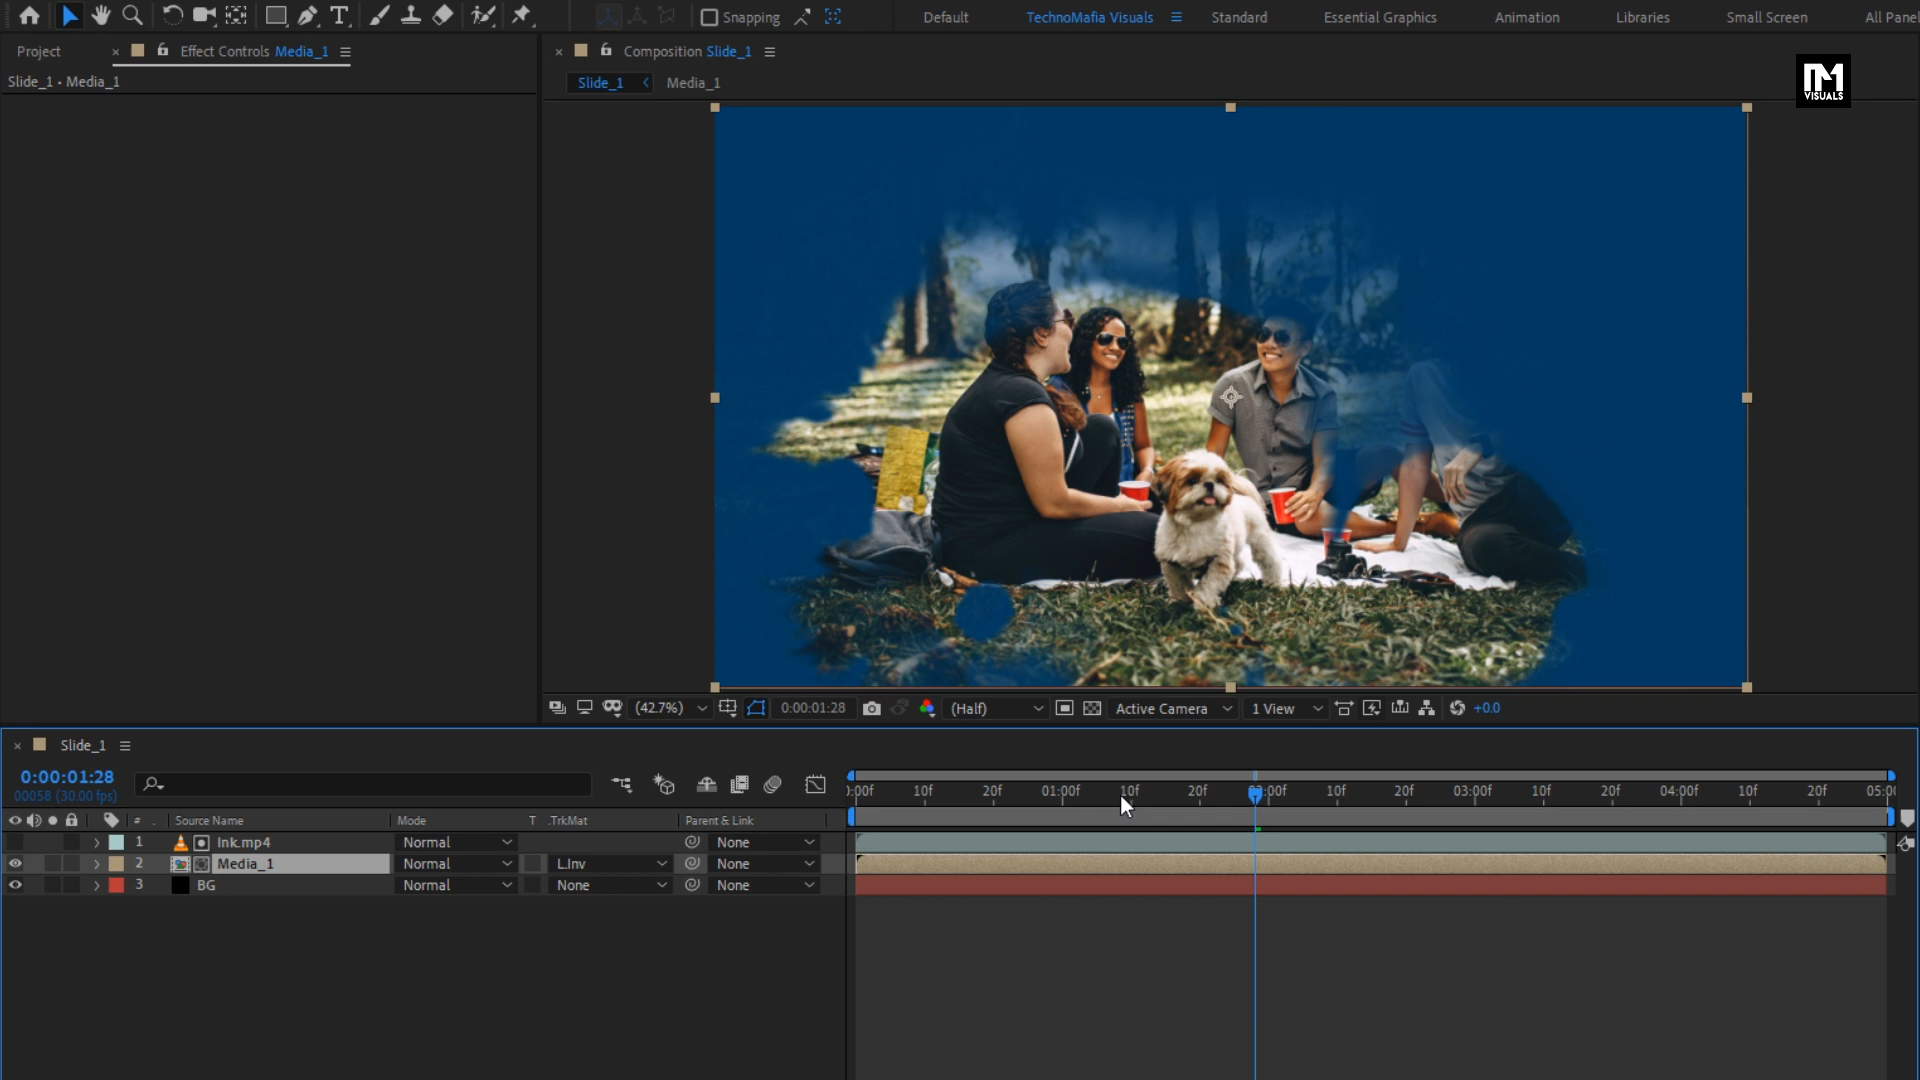 Snapping
Default
TechnoMafia Visuals
Standard
Essential Graphics
Animation
Libraries
Small Screen
All Pane
Project
Effect Controls Media_1
Composition Slide_1
Slide_1 • Media_1
Slide_1
Media_1
VISUALS
(42.7%)
0:00:01:28
(Half)
Active Camera
1 View
+0.0
Slide_1
0:00:01:28
00058 (30.00 fps)
):00f 10f 20f 01:00f 10f 20f 10f 20f 03:00f 10f 20f 04:00f 10f 20f 05:0
# Source Name Mode T .TrkMat Parent & Link
1 Ink.mp4 Normal None
2 Media_1 Normal L.Inv None
3 BG Normal None None